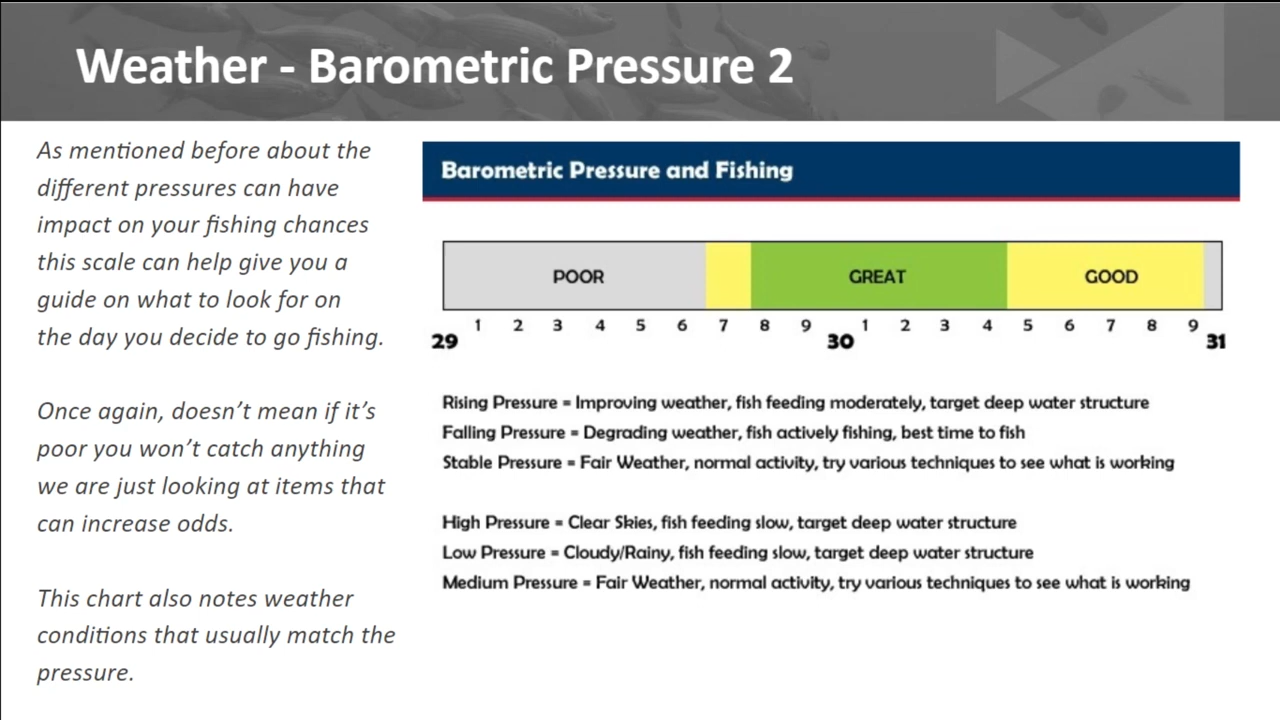 Weather - Barometric Pressure 2
As mentioned before about the
different pressures can have
impact on your fishing chances
this scale can help give you a
guide on what to look for on
the day you decide to go fishing.
Once again, doesn’t mean if it’s
poor you won’t catch anything
we are just looking at items that
can increase odds.
This chart also notes weather
conditions that usually match the
pressure.
Barometric Pressure and Fishing
POOR GREAT GOOD
1 2 3 4 5 6 7 8 9 1 2 3 4 5 6 7 8 9
29 30 31
Rising Pressure = Improving weather, fish feeding moderately, target deep water structure
Falling Pressure = Degrading weather, fish actively fishing, best time to fish
Stable Pressure = Fair Weather, normal activity, try various techniques to see what is working
High Pressure = Clear Skies, fish feeding slow, target deep water structure
Low Pressure = Cloudy/Rainy, fish feeding slow, target deep water structure
Medium Pressure = Fair Weather, normal activity, try various techniques to see what is working